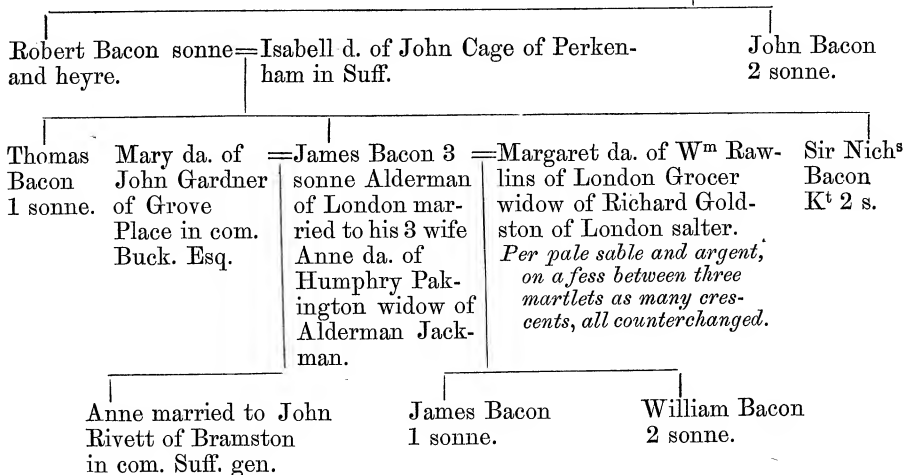 Robert Bacon sonne=Isabell d. of John Cage of Perken-
and heyre.
ham in Suff.
John Bacon
2 sonne.
Thomas
Bacon
1 sonne.
Mary da. of
John Gardner
of Grove
Place in com.
Buck. Esq.
=James Bacon 3
sonne Alderman
of London mar-
ried to his 3 wife
Anne da. of
Humphry Pak-
ington widow of
Alderman Jack-
man.
=Margaret da. of Wᵐ Raw-
lins of London Grocer
widow of Richard Gold-
ston of London salter.
Per pale sable and argent,
on a fess between three
martlets as many cres-
cents, all counterchanged.
Sir Nichˢ
Bacon
Kᵗ 2 s.
Anne married to John
Rivett of Bramston
in com. Suff. gen.
James Bacon
1 sonne.
William Bacon
2 sonne.